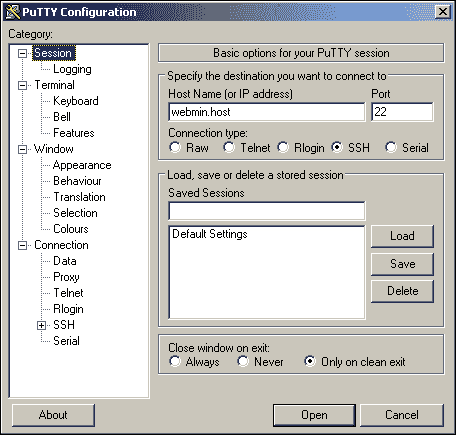 PuTTY Configuration
Category:
Session
Logging
Terminal
Keyboard
Bell
Features
Window
Appearance
Behaviour
Translation
Selection
Colours
Connection
Data
Proxy
Telnet
Rlogin
SSH
Serial
Basic options for your PuTTY session
Specify the destination you want to connect to
Host Name (or IP address) Port
webmin.host 22
Connection type:
Raw Telnet Rlogin SSH Serial
Load, save or delete a stored session
Saved Sessions
Default Settings
Load
Save
Delete
Close window on exit:
Always Never Only on clean exit
About Open Cancel